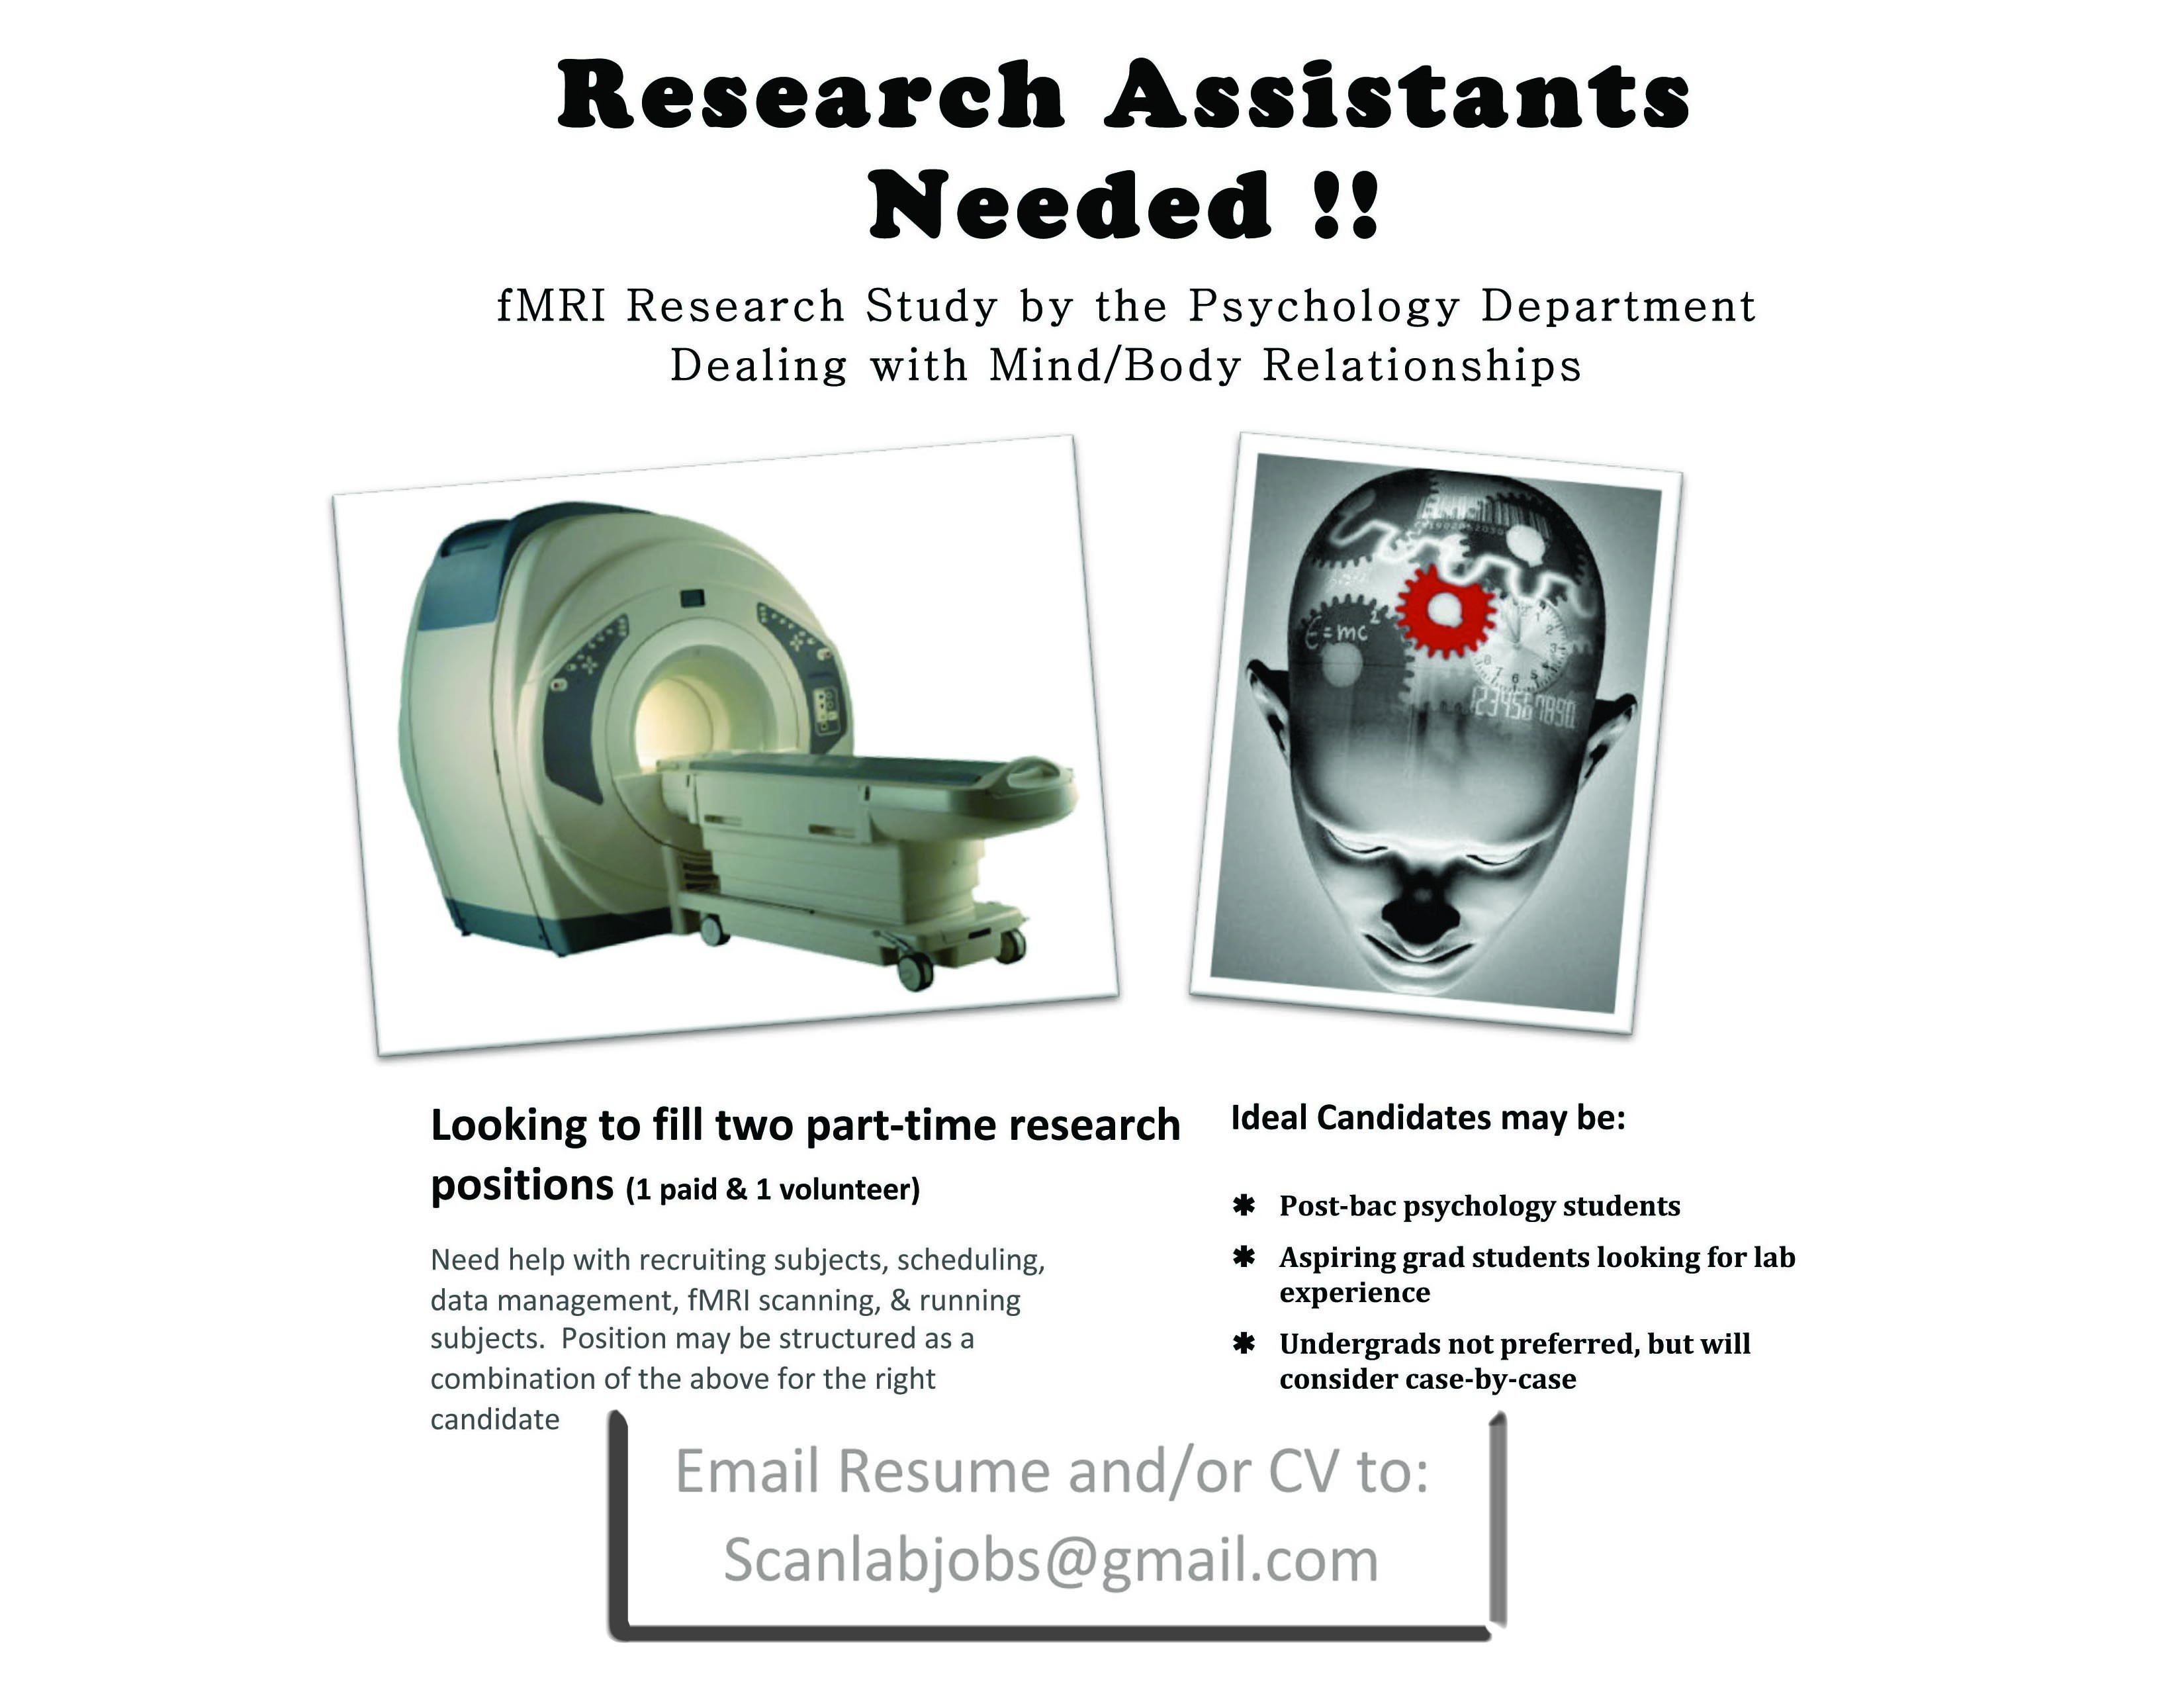 Research Assistants
Needed !!
fMRI Research Study by the Psychology Department
Dealing with Mind/Body Relationships
E=mc²
1234567890
Looking to fill two part-time research
positions (1 paid & 1 volunteer)
Need help with recruiting subjects, scheduling,
data management, fMRI scanning, & running
subjects.  Position may be structured as a
combination of the above for the right
candidate
Ideal Candidates may be:
✱ Post-bac psychology students
✱ Aspiring grad students looking for lab
experience
✱ Undergrads not preferred, but will
consider case-by-case
Email Resume and/or CV to:
Scanlabjobs@gmail.com